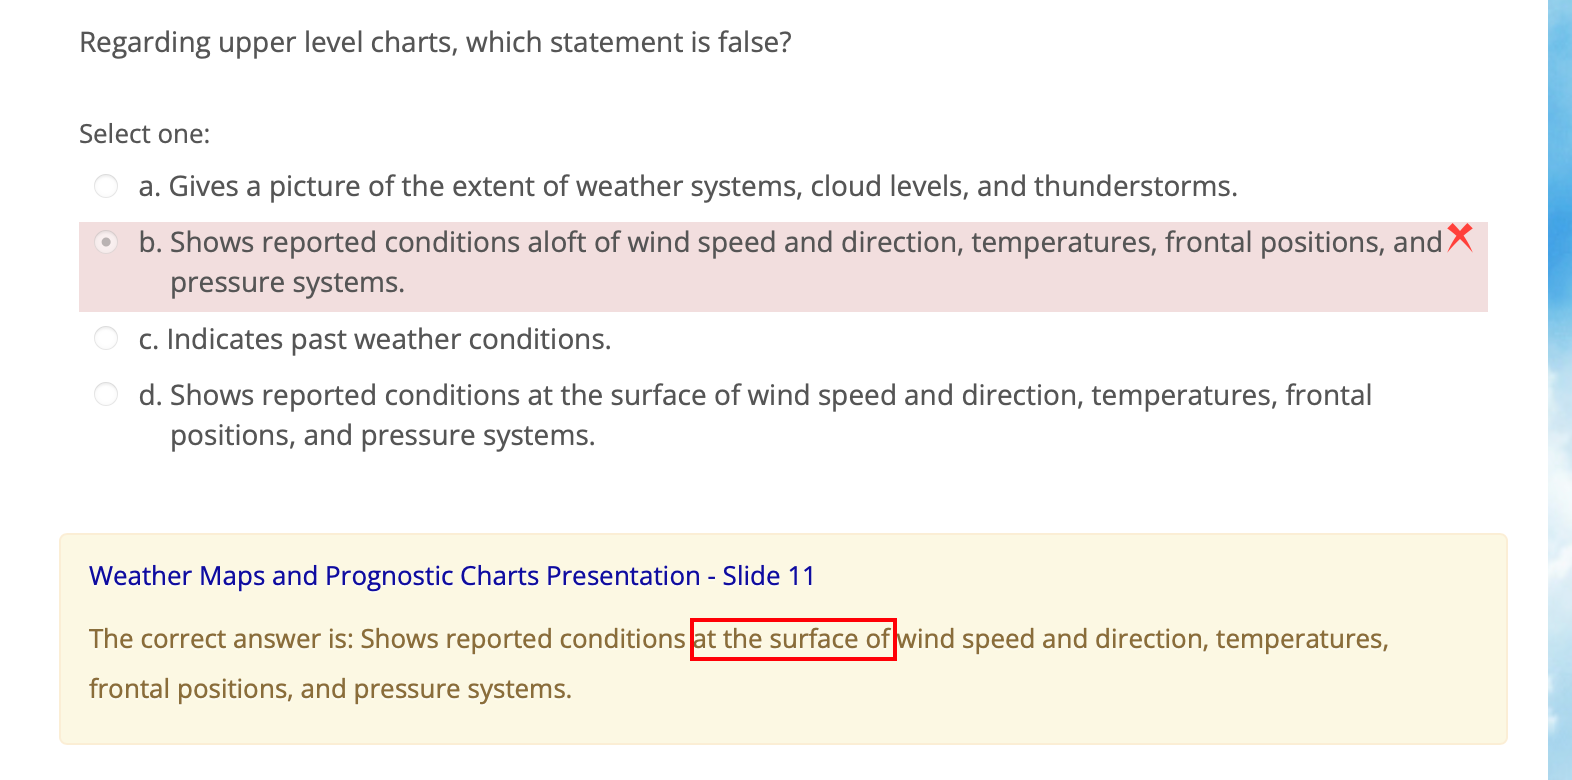 Regarding upper level charts, which statement is false?
Select one:
a. Gives a picture of the extent of weather systems, cloud levels, and thunderstorms.
b. Shows reported conditions aloft of wind speed and direction, temperatures, frontal positions, and
pressure systems.
c. Indicates past weather conditions.
d. Shows reported conditions at the surface of wind speed and direction, temperatures, frontal
positions, and pressure systems.
Weather Maps and Prognostic Charts Presentation - Slide 11
The correct answer is: Shows reported conditions at the surface of wind speed and direction, temperatures,
frontal positions, and pressure systems.